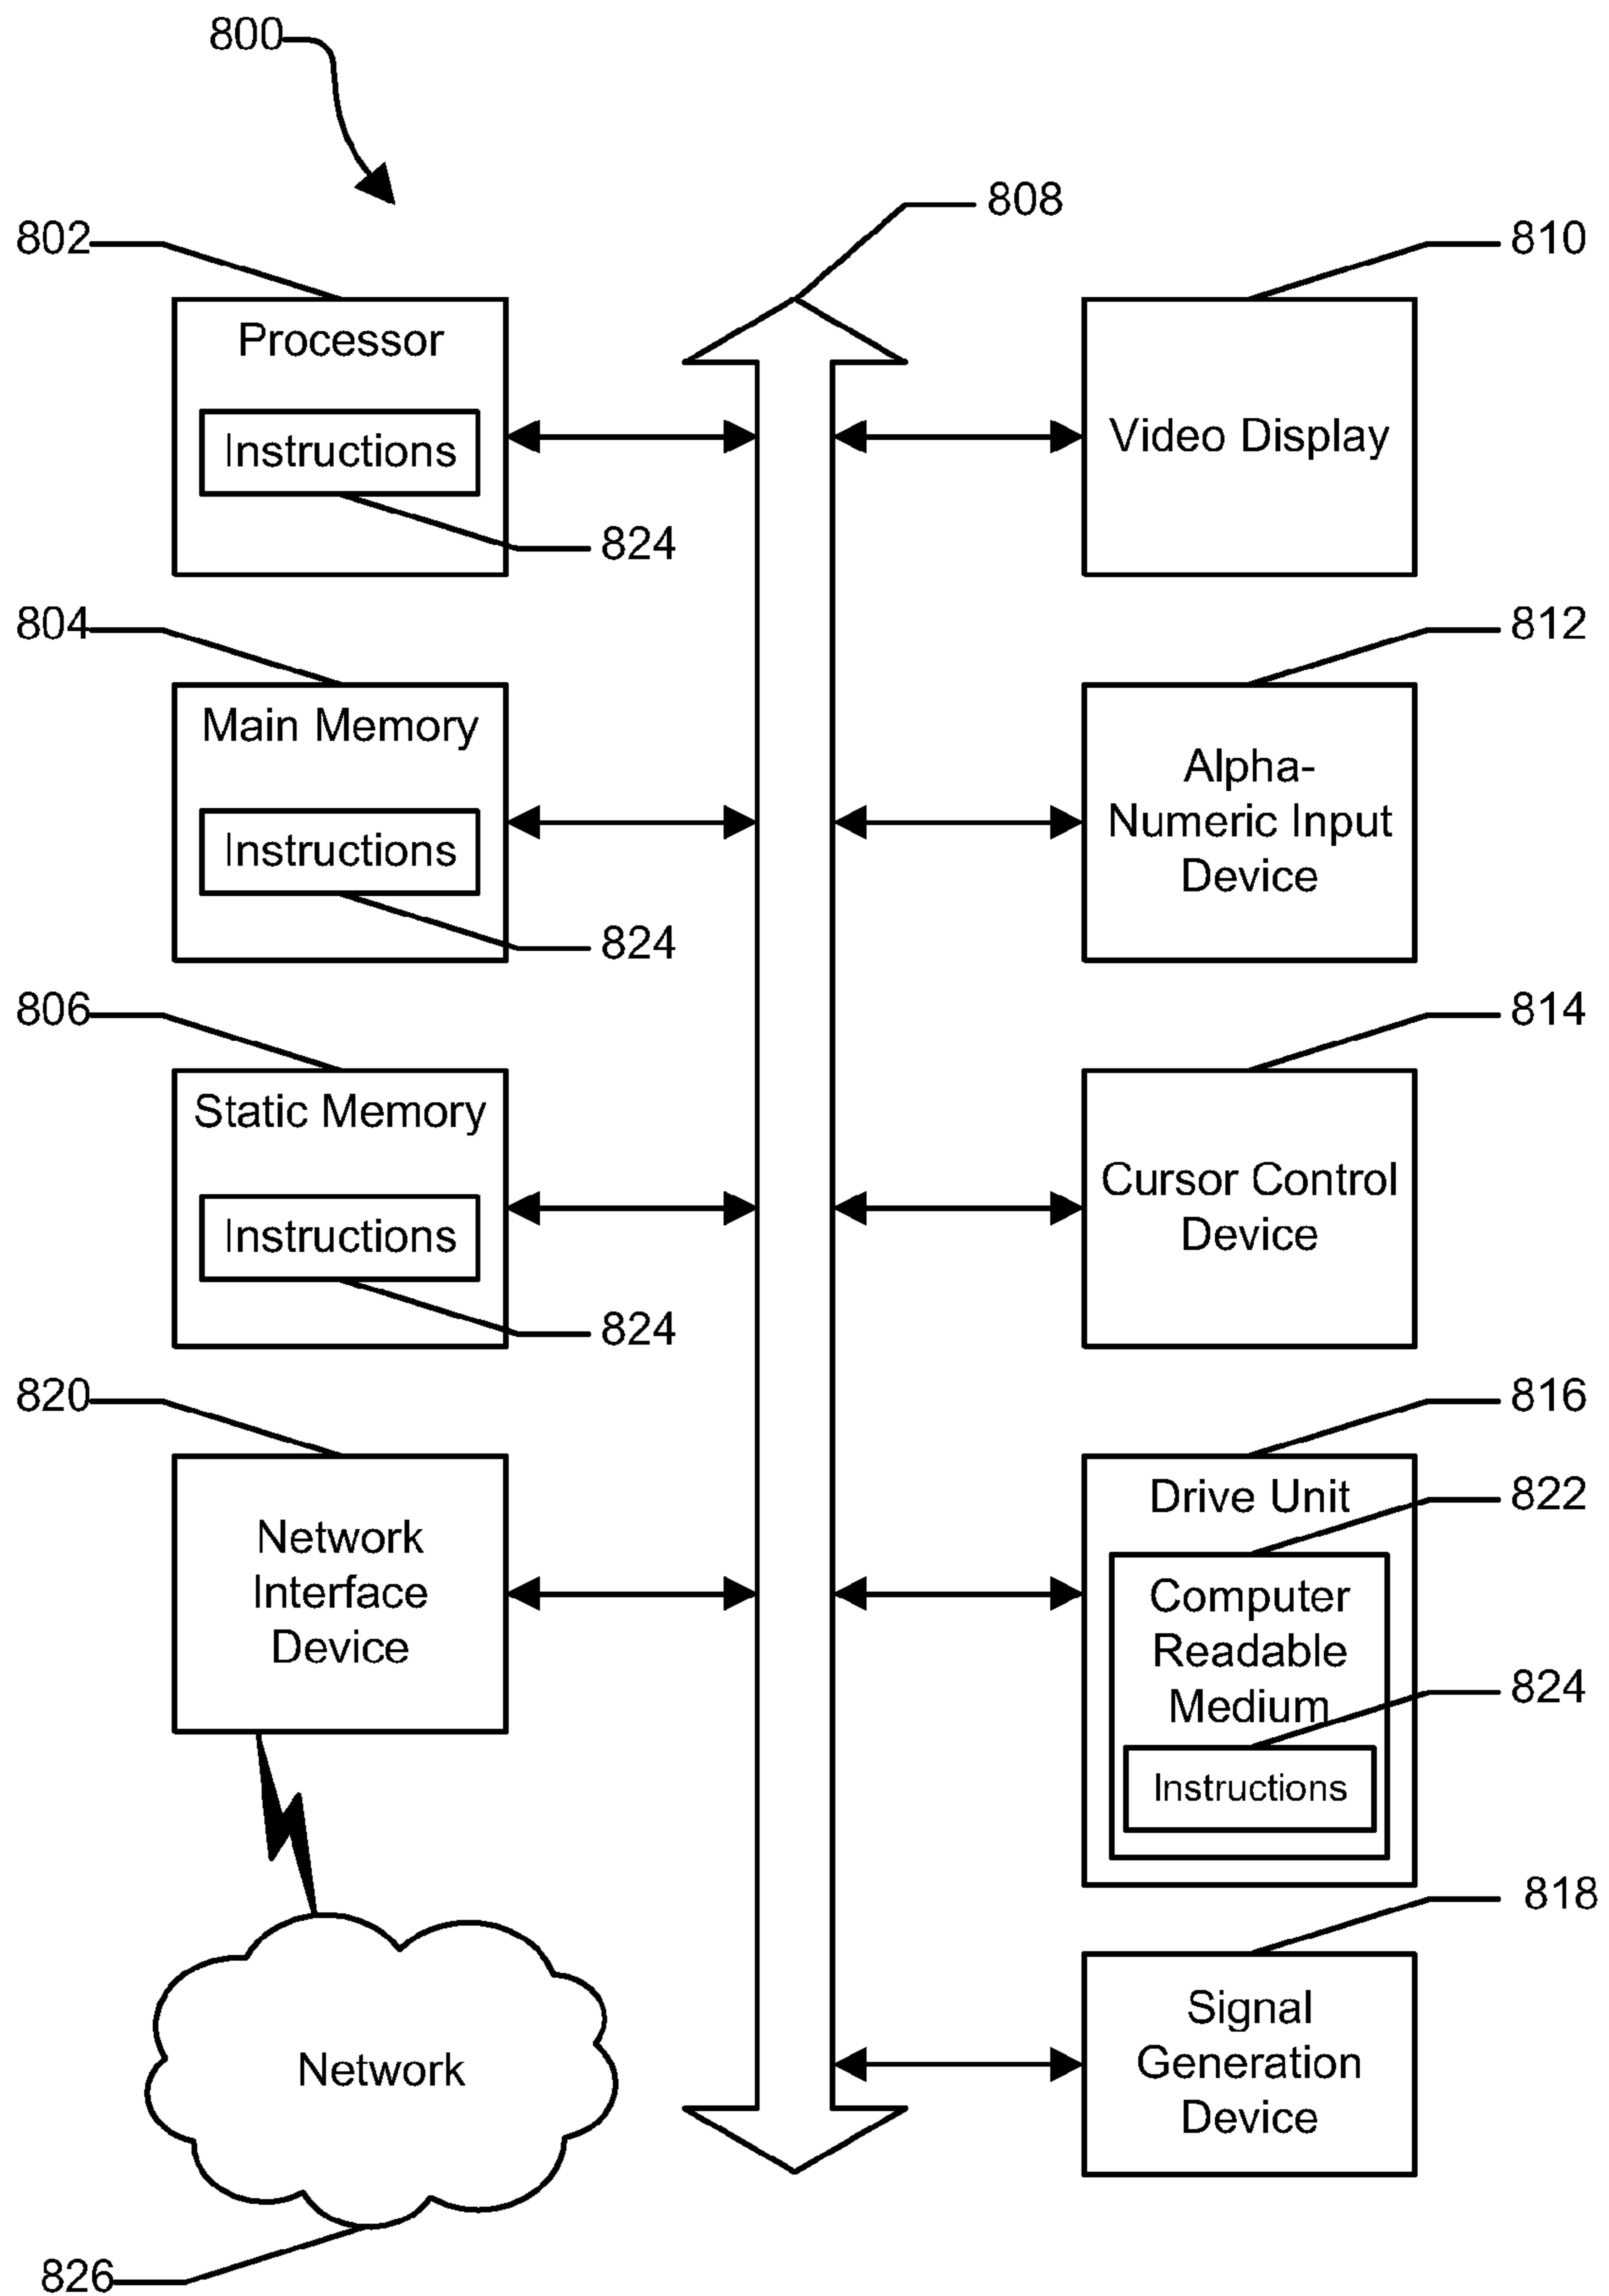 800
808
802
810
Processor
Instructions
824
Video Display
804
812
Main Memory
Instructions
824
Alpha-
Numeric Input
Device
806
814
Static Memory
Instructions
824
Cursor Control
Device
820
816
Network
Interface
Device
Drive Unit
822
Computer
Readable
Medium
824
Instructions
818
Signal
Generation
Device
Network
826